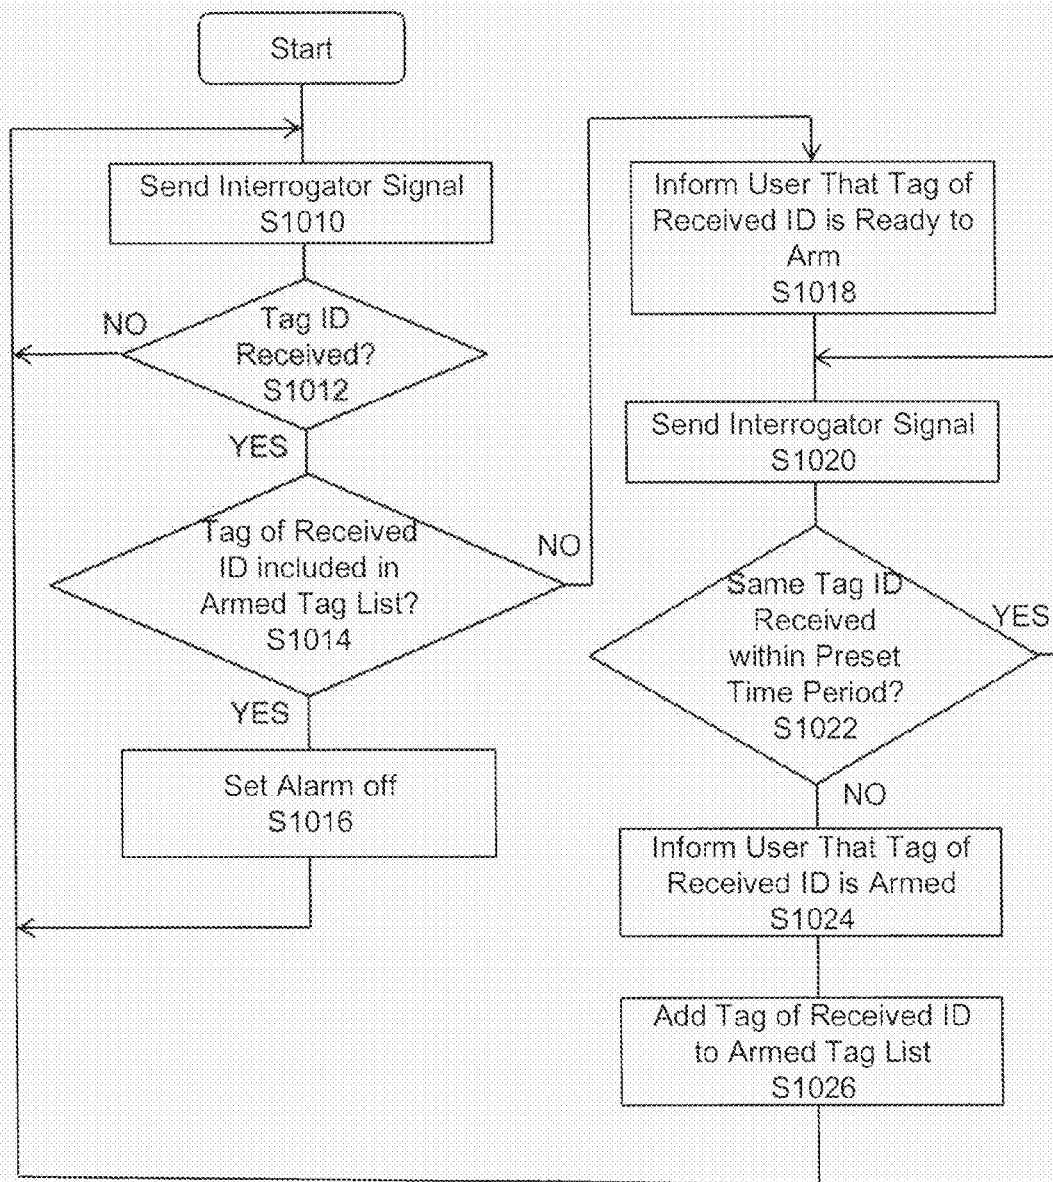 Start
Send Interrogator Signal
S1010
NO
Tag ID
Received?
S1012
YES
Tag of Received
ID included in
Armed Tag List?
S1014
NO
YES
Set Alarm off
S1016
Inform User That Tag of
Received ID is Ready to
Arm
S1018
Send Interrogator Signal
S1020
Same Tag ID
Received
within Preset
Time Period?
S1022
YES
NO
Inform User That Tag of
Received ID is Armed
S1024
Add Tag of Received ID
to Armed Tag List
S1026